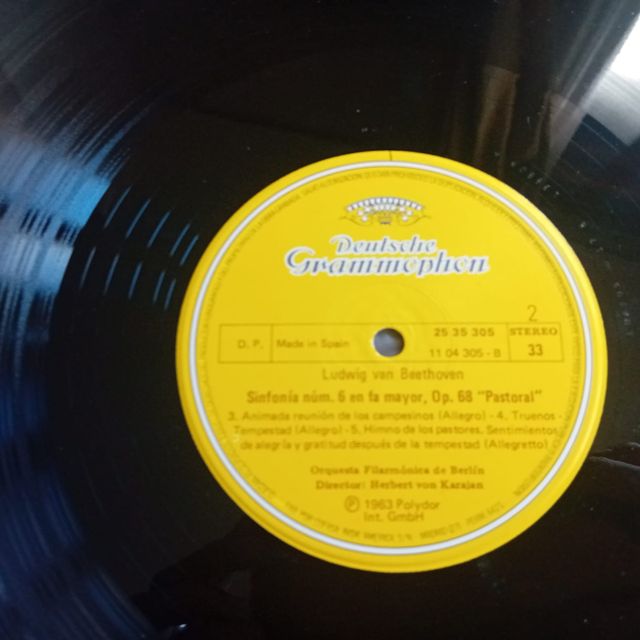 Deutsche
Grammophon
2
D. P. Made in Spain 25 35 305 STEREO
11 04 305 - B 33
Ludwig van Beethoven
Sinfonía núm. 6 en fa mayor, Op. 68 "Pastoral"
3. Animada reunión de los campesinos (Allegro) - 4. Truenos -
Tempestad (Allegro) - 5. Himno de los pastores. Sentimientos
de alegría y gratitud después de la tempestad (Allegretto)
Orquesta Filarmónica de Berlín
Director: Herbert von Karajan
Ⓟ 1963 Polydor
Int. GmbH